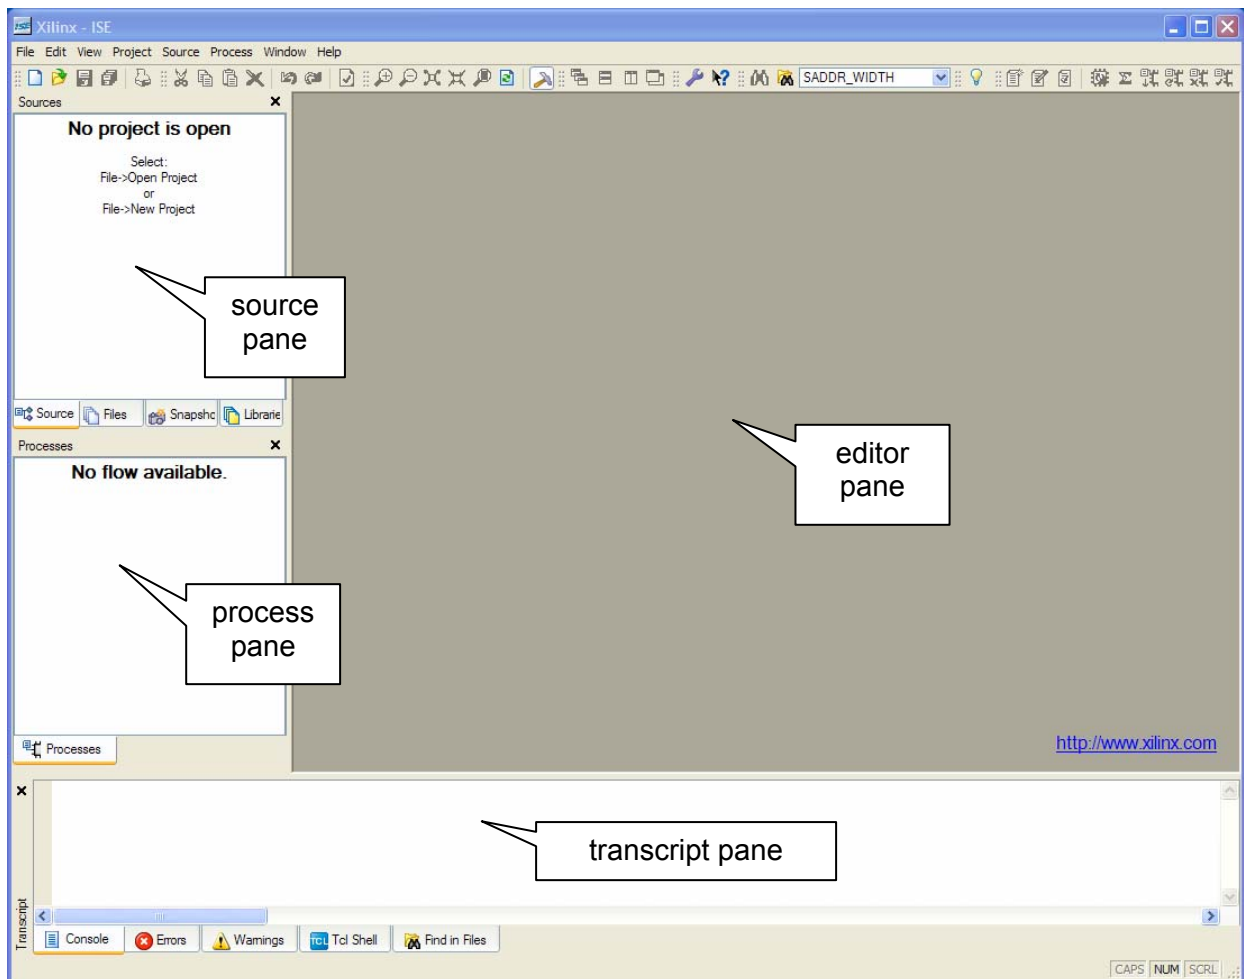 ISE Xilinx - ISE
File Edit View Project Source Process Window Help
SADDR_WIDTH
Sources
No project is open
Select:
File->Open Project
or
File->New Project
source
pane
Source Files Snapshc Librarie
Processes
No flow available.
editor
pane
process
pane
Processes
http://www.xilinx.com
transcript pane
Transcript
Console Errors Warnings TCL Tcl Shell Find in Files
CAPS NUM SCRL